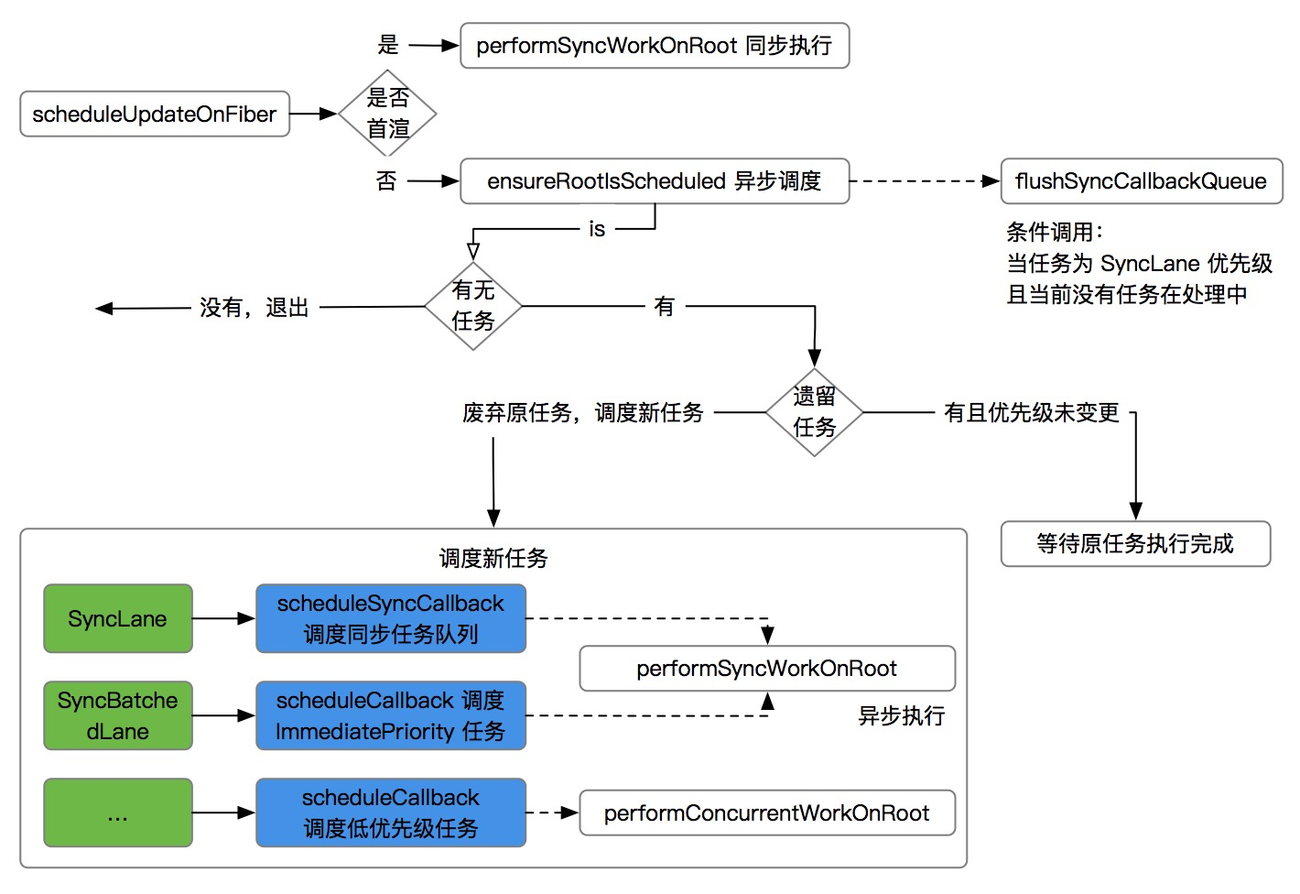 是
performSyncWorkOnRoot 同步执行
scheduleUpdateOnFiber
是否
首渲
否
ensureRootIsScheduled 异步调度
flushSyncCallbackQueue
is
条件调用：
当任务为 SyncLane 优先级
且当前没有任务在处理中
没有，退出
有无
任务
有
废弃原任务，调度新任务
遗留
任务
有且优先级未变更
等待原任务执行完成
调度新任务
SyncLane
scheduleSyncCallback
调度同步任务队列
performSyncWorkOnRoot
SyncBatche
dLane
scheduleCallback 调度
ImmediatePriority 任务
异步执行
...
scheduleCallback
调度低优先级任务
performConcurrentWorkOnRoot